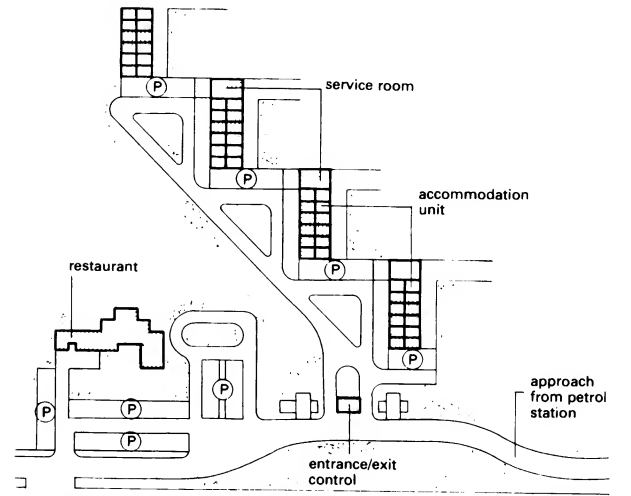 P
service room
P
accommodation
unit
P
restaurant
P
P
approach
from petrol
station
P
P
P
entrance/exit
control